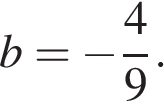 b = −4/9.